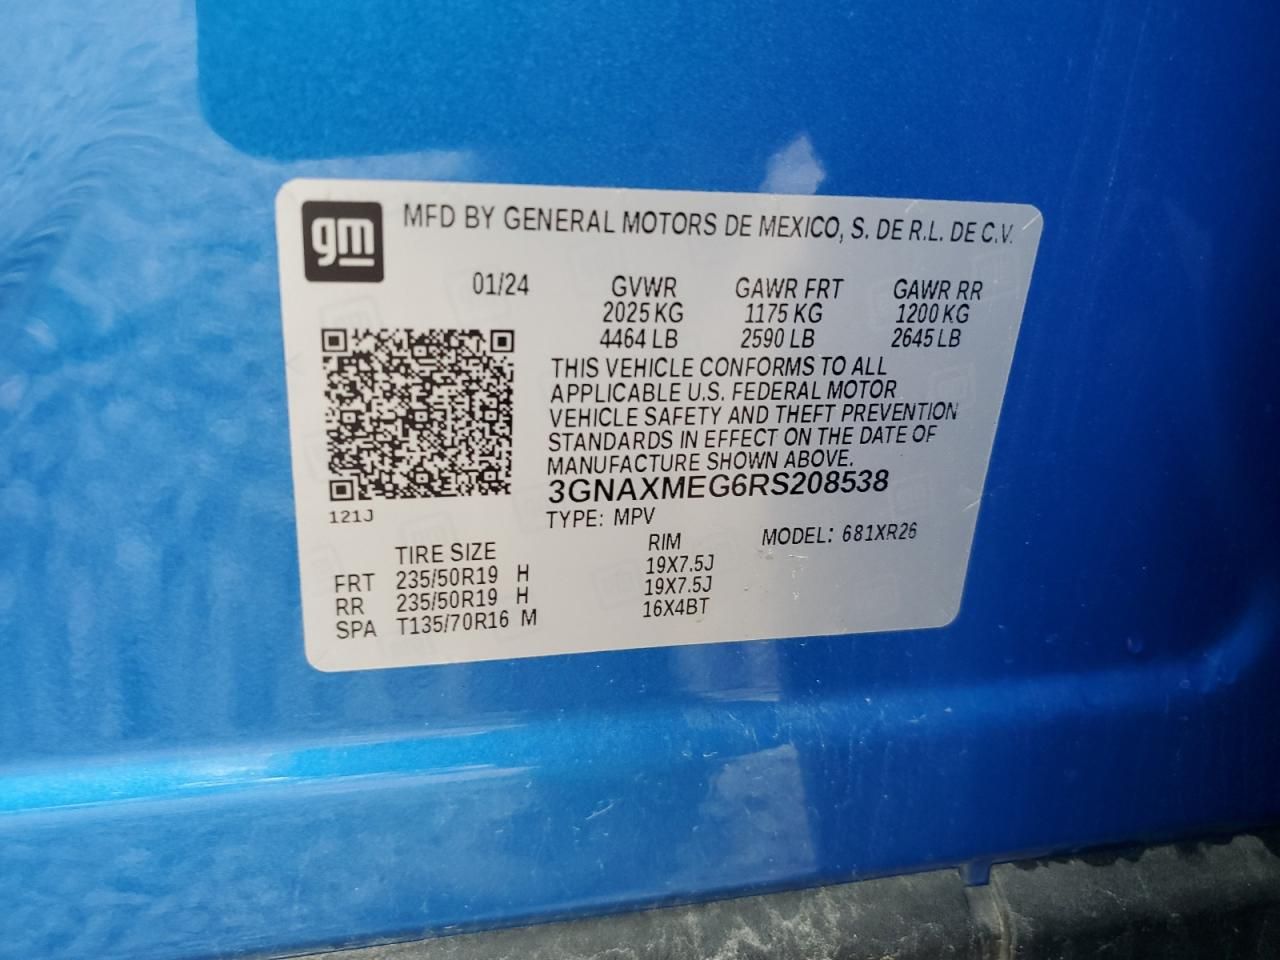 gm
MFD BY GENERAL MOTORS DE MEXICO, S. DE R.L. DE C.V.
01/24 GVWR GAWR FRT GAWR RR
2025 KG 1175 KG 1200 KG
4464 LB 2590 LB 2645 LB
THIS VEHICLE CONFORMS TO ALL
APPLICABLE U.S. FEDERAL MOTOR
VEHICLE SAFETY AND THEFT PREVENTION
STANDARDS IN EFFECT ON THE DATE OF
MANUFACTURE SHOWN ABOVE.
3GNAXMEG6RS208538
121J
TYPE: MPV MODEL: 681XR26
TIRE SIZE RIM
FRT 235/50R19 H 19X7.5J
RR 235/50R19 H 19X7.5J
SPA T135/70R16 M 16X4BT